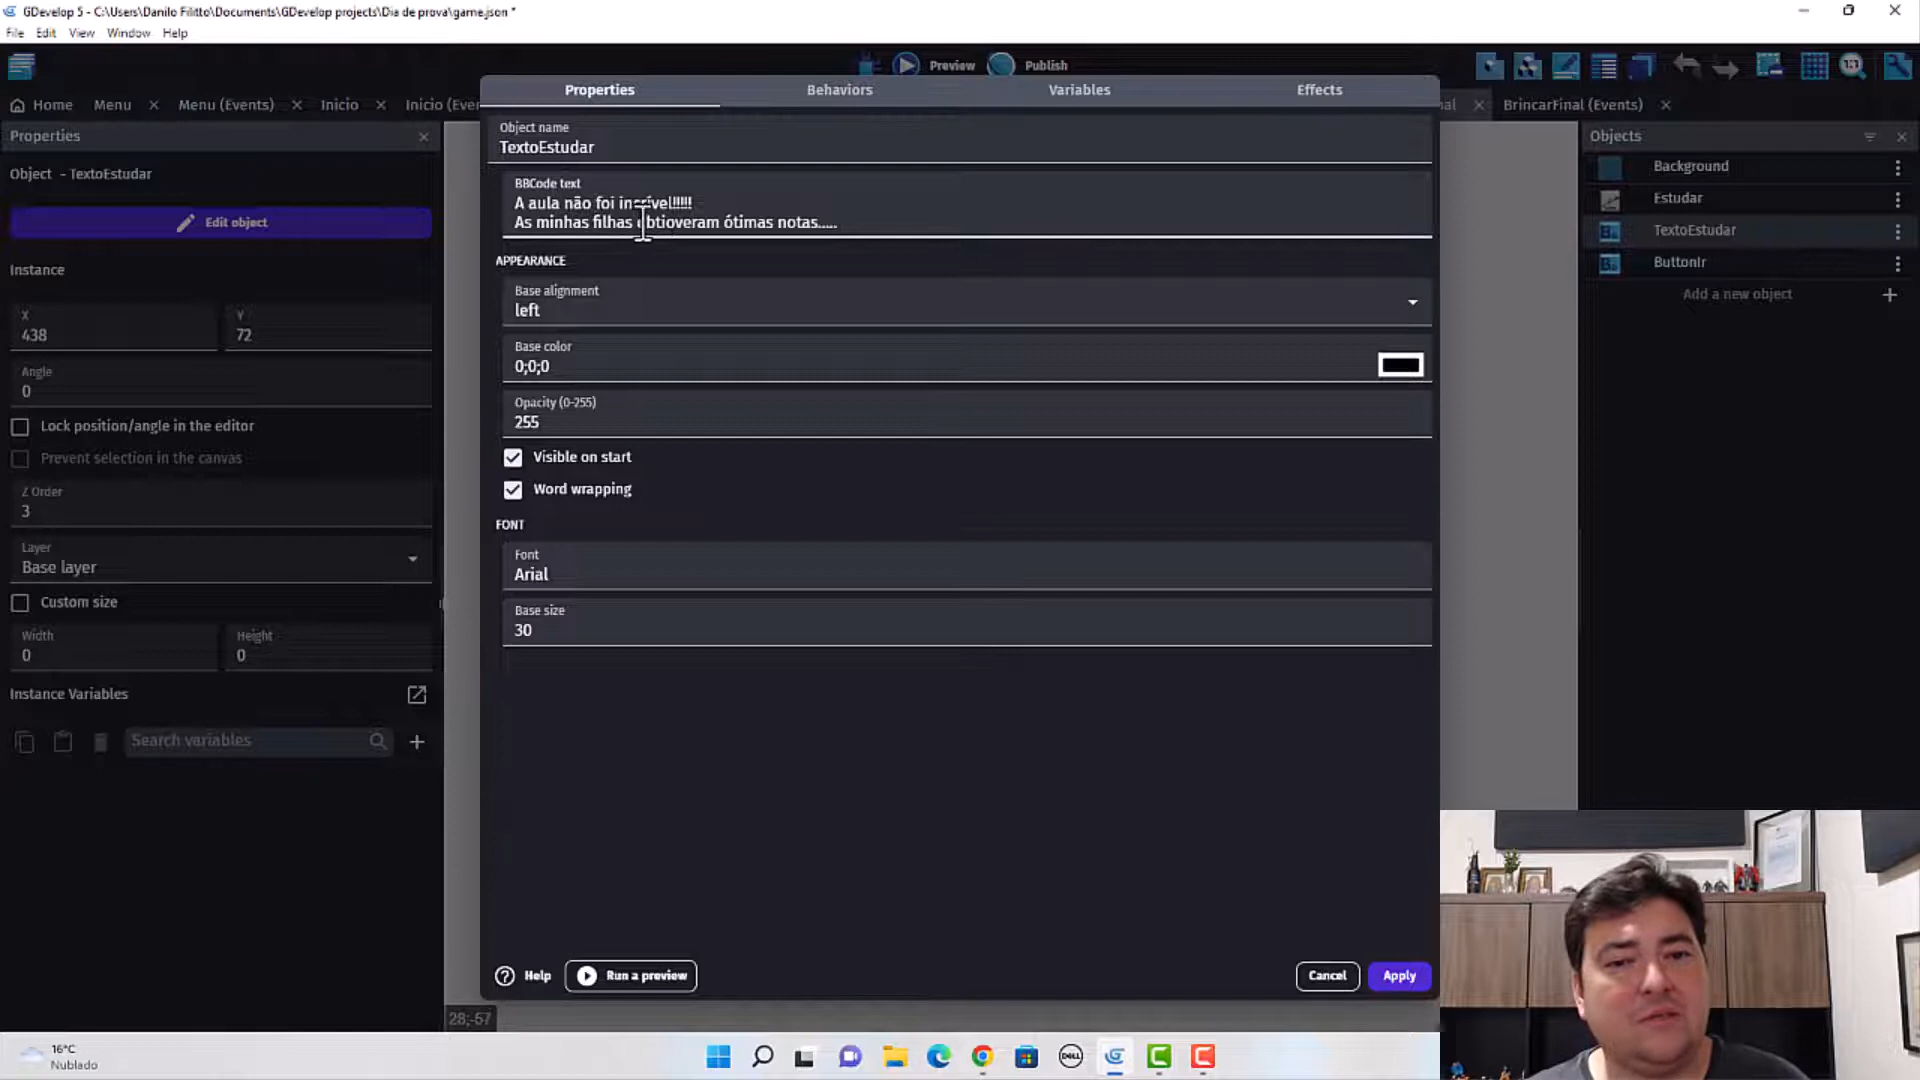 GDevelop 5 - C:\Users\Danilo Filitto\Documents\GDevelop projects\Dia de prova\game.json *
File Edit View Window Help
Preview Publish
Home Menu Menu (Events) Inicio Inicio (Eve BrincarFinal (Events)
Properties
Object - TextoEstudar
Edit object
Instance
X
438
Y
72
Angle
0
Lock position/angle in the editor
Prevent selection in the canvas
Z Order
3
Layer
Base layer
Custom size
Width
0
Height
0
Instance Variables
Search variables
Properties Behaviors Variables Effects
Object name
TextoEstudar
BBCode text
A aula não foi incrível!!!!!
As minhas filhas obtioveram ótimas notas.....
APPEARANCE
Base alignment
left
Base color
0;0;0
Opacity (0-255)
255
Visible on start
Word wrapping
FONT
Font
Arial
Base size
30
Help Run a preview Cancel Apply
Objects
Background
Estudar
TextoEstudar
ButtonIr
Add a new object
28;-57
16°C
Nublado
DELL